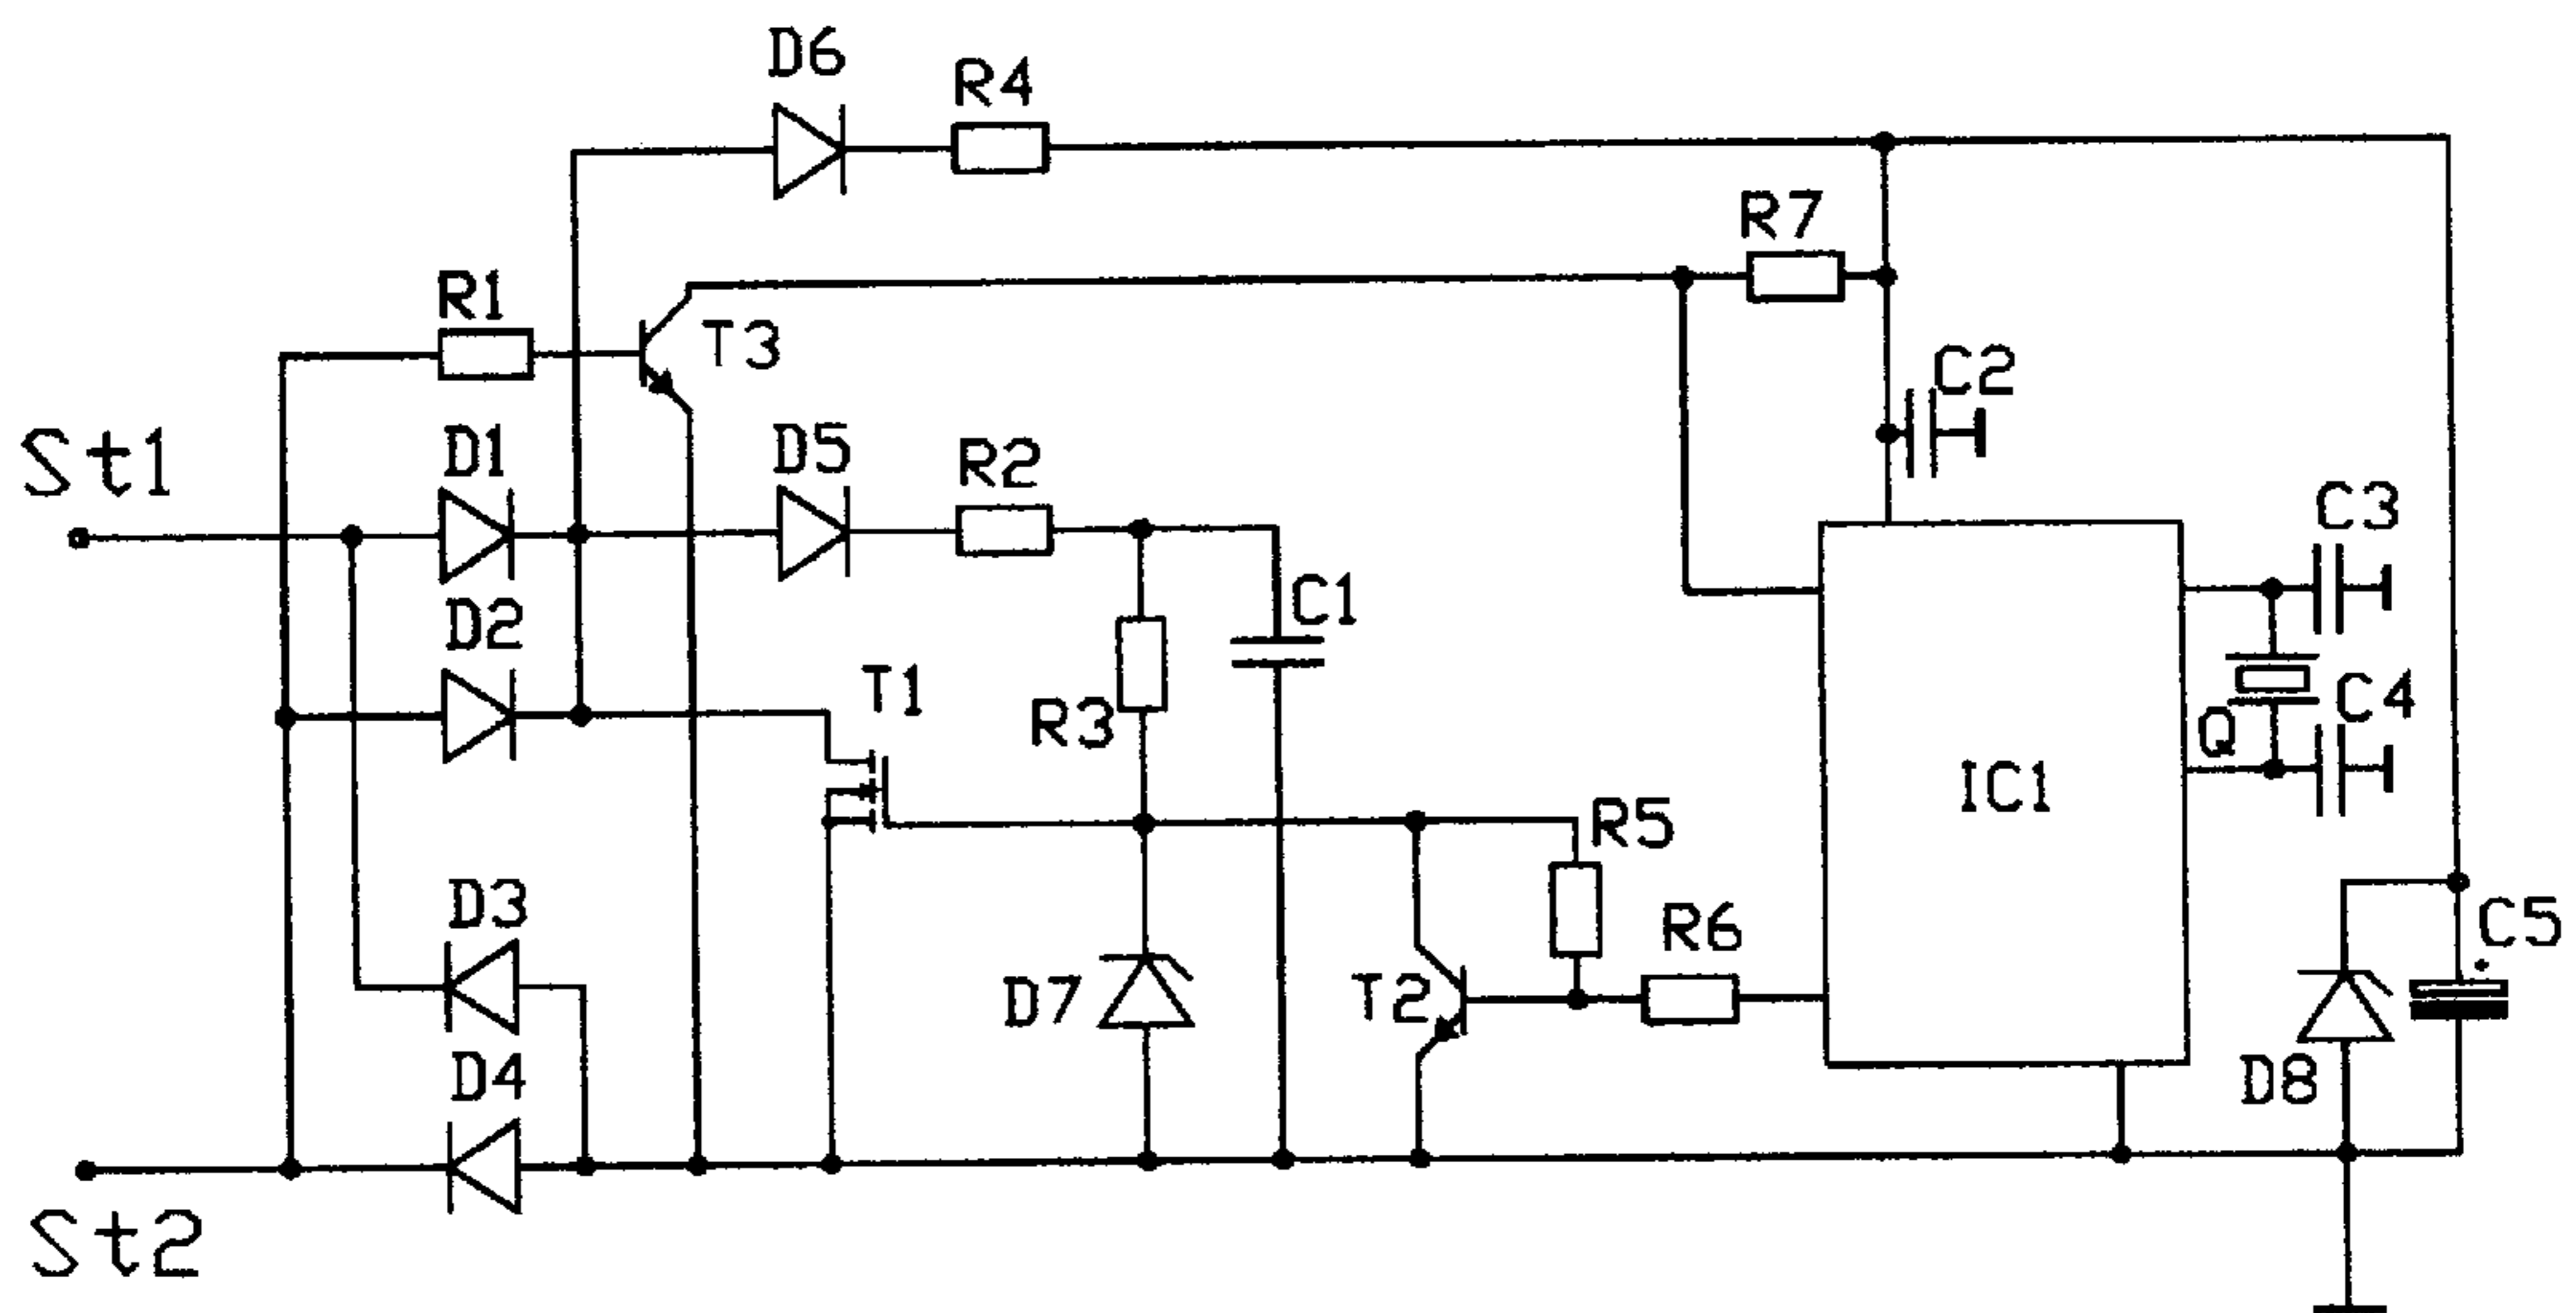 D6
R4
R7
R1
T3
C2
St1
D1
D5
R2
C3
D2
C1
T1
R3
C4
Q
IC1
R5
D3
R6
C5
+
D7
T2
D4
D8
St2